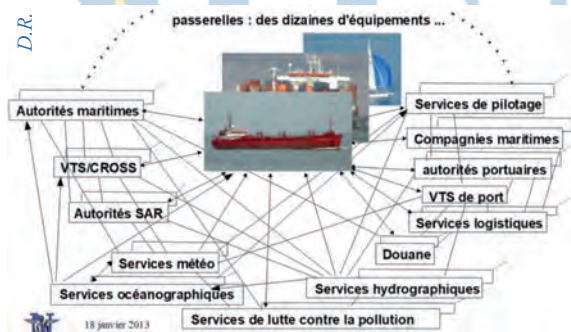 D.R.
passerelles : des dizaines d'équipements ...
Autorités maritimes
VTS/CROSS
Autorités SAR
Services météo
Services océanographiques
Services de pilotage
Compagnies maritimes
autorités portuaires
VTS de port
Services logistiques
Douane
Services hydrographiques
Services de lutte contre la pollution
18 janvier 2013